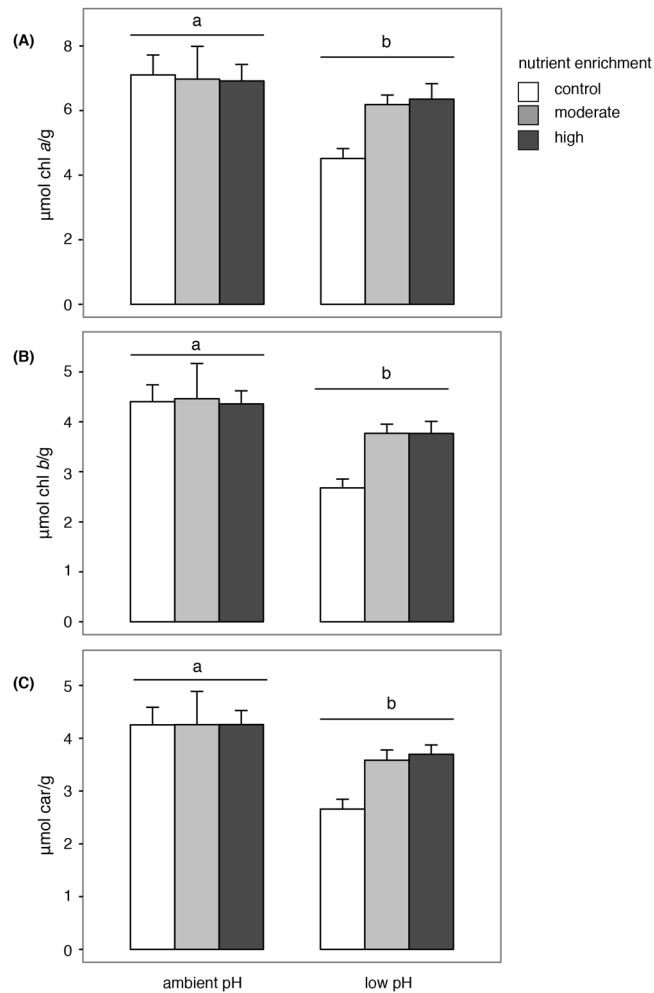 (A)
a
b
8
6
4
2
0
µmol chl a/g
nutrient enrichment
control
moderate
high
(B)
a
b
5
4
3
2
1
0
µmol chl b/g
(C)
a
b
5
4
3
2
1
0
µmol car/g
ambient pH
low pH